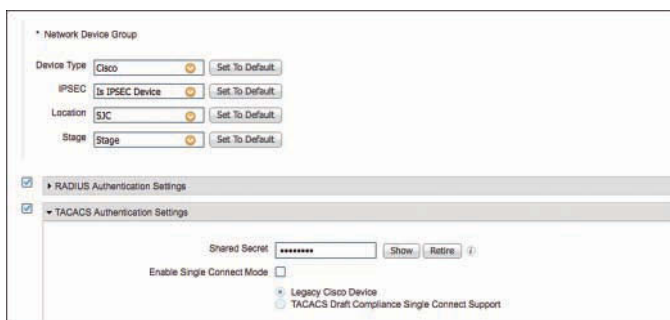 * Network Device Group
Device Type Cisco Set To Default
IPSEC Is IPSEC Device Set To Default
Location SJC Set To Default
Stage Stage Set To Default
RADIUS Authentication Settings
TACACS Authentication Settings
Shared Secret •••••••• Show Retire
Enable Single Connect Mode
Legacy Cisco Device
TACACS Draft Compliance Single Connect Support